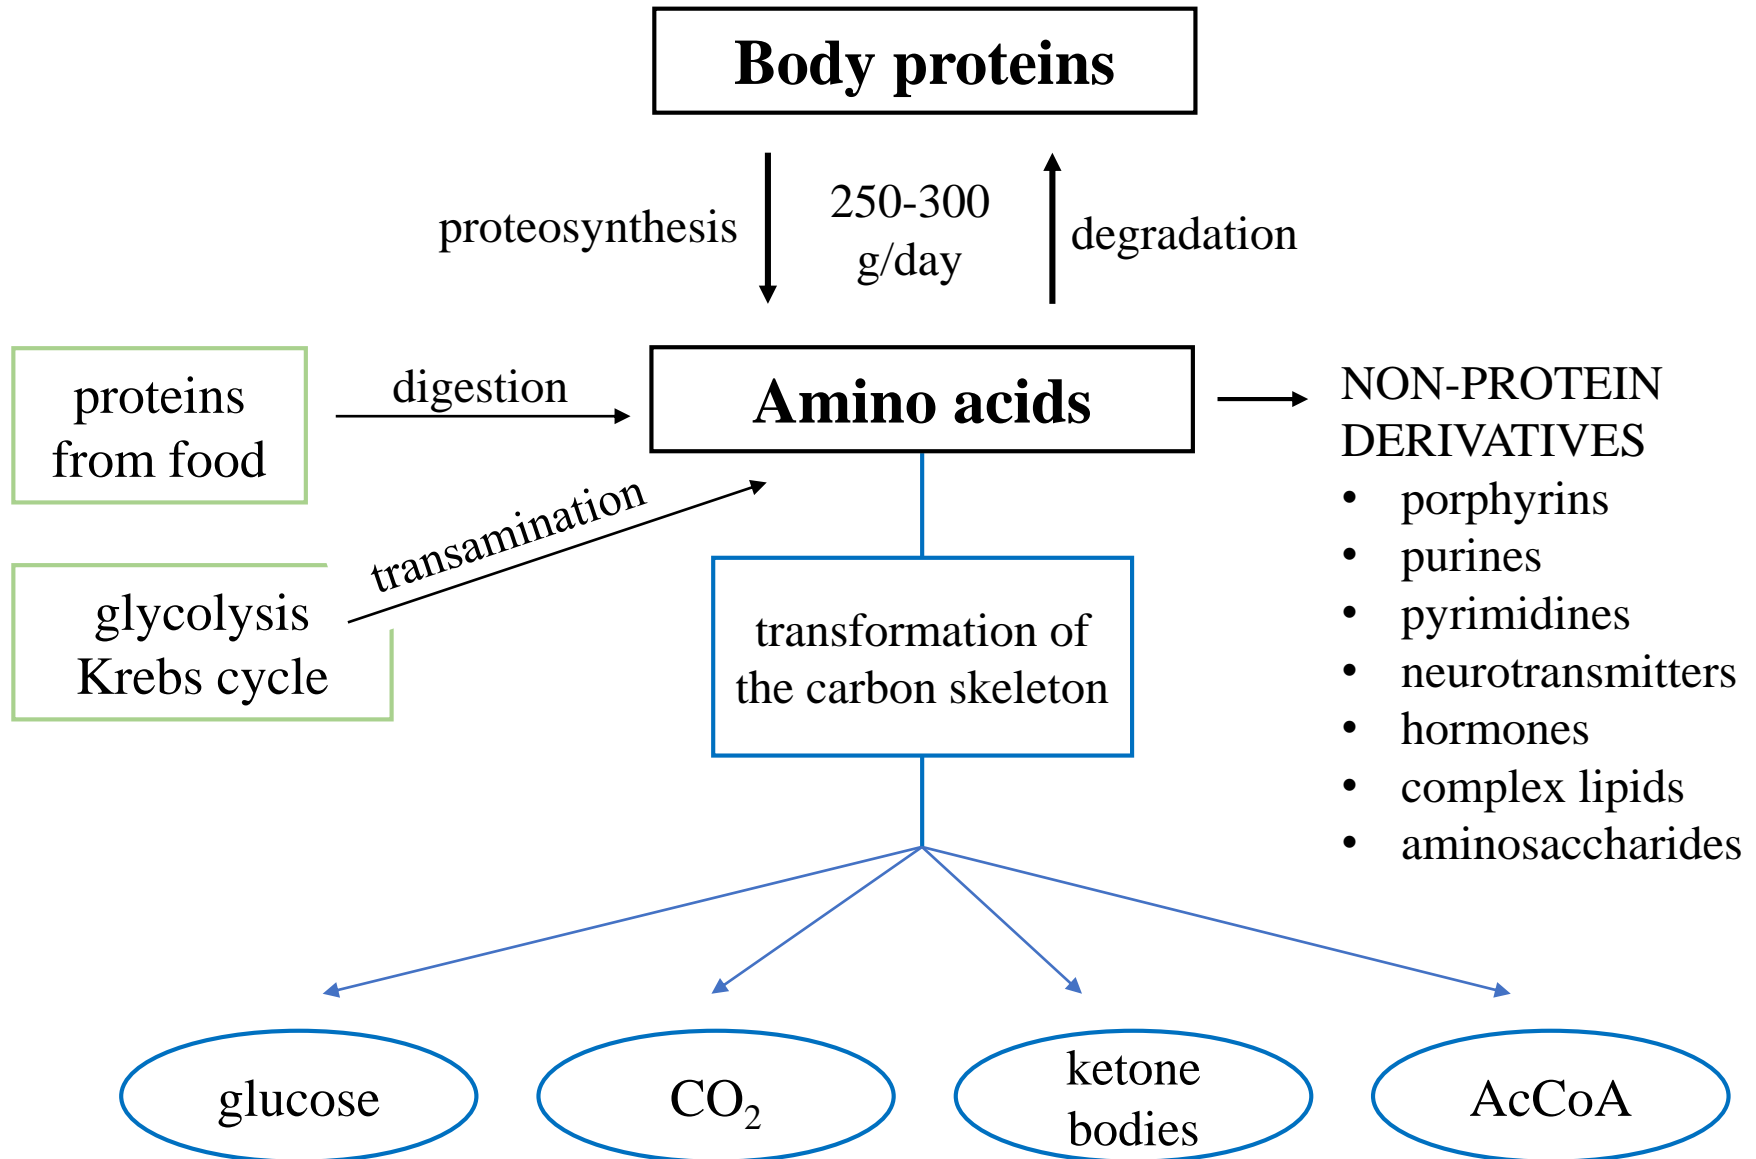 Body proteins
proteosynthesis
250-300
g/day
degradation
proteins
from food
digestion
Amino acids
NON-PROTEIN
DERIVATIVES
• porphyrins
• purines
• pyrimidines
• neurotransmitters
• hormones
• complex lipids
• aminosaccharides
transamination
glycolysis
Krebs cycle
transformation of
the carbon skeleton
glucose
CO₂
ketone
bodies
AcCoA